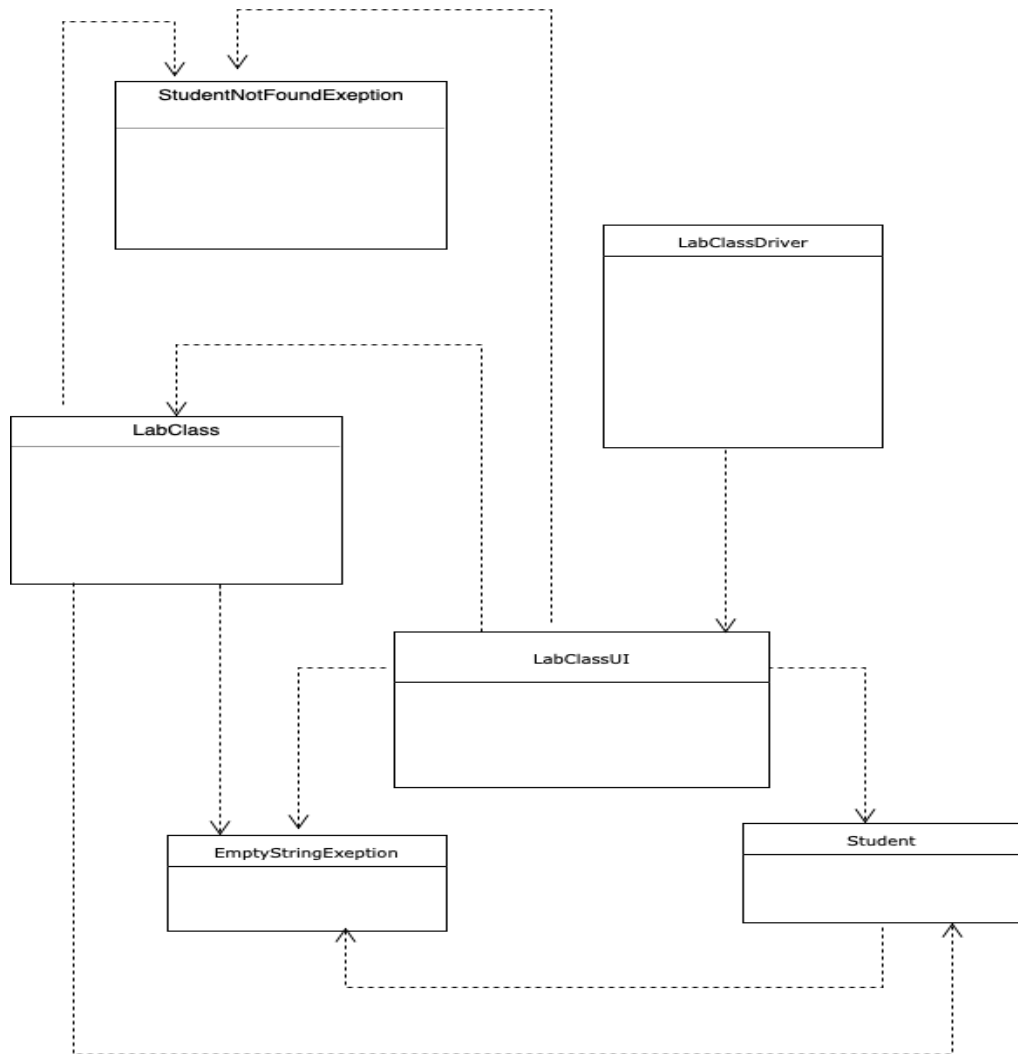 StudentNotFoundExeption
LabClassDriver
LabClass
LabClassUI
EmptyStringExeption
Student